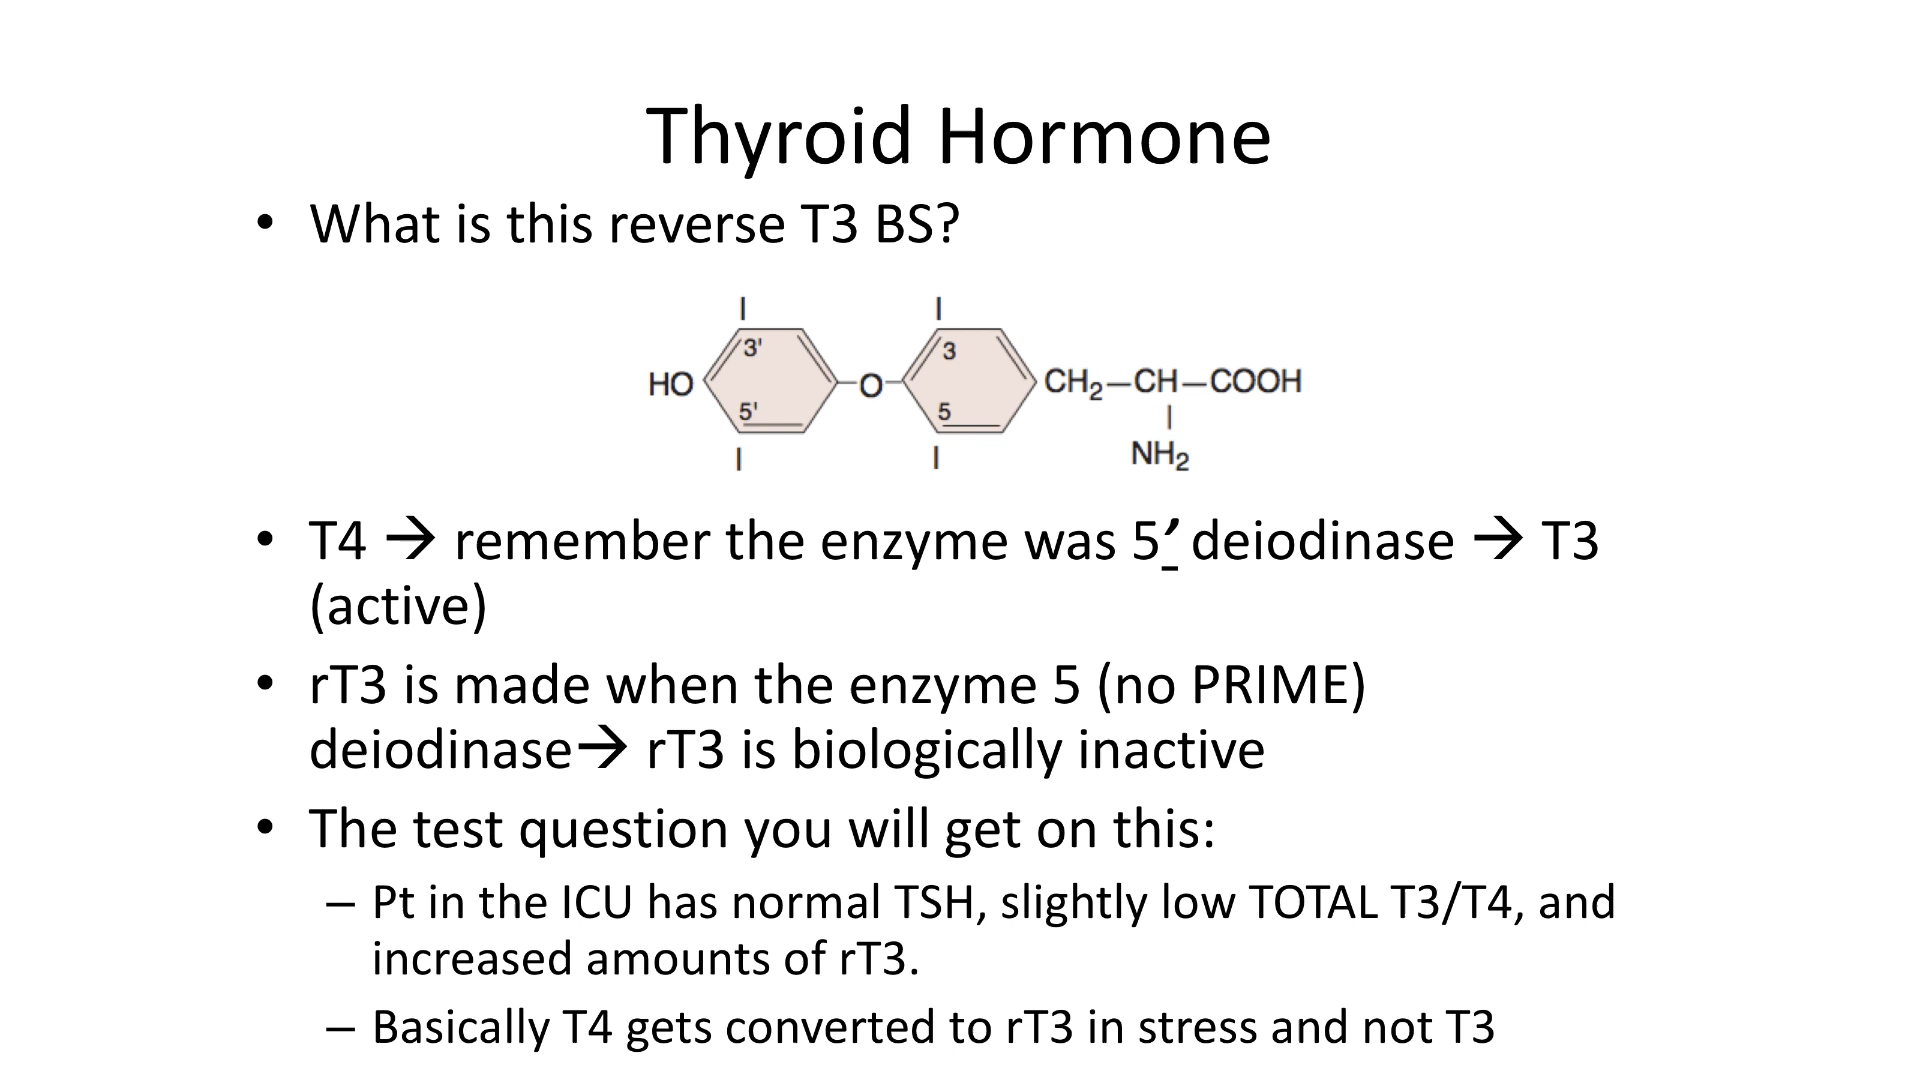 Thyroid Hormone
• What is this reverse T3 BS?
I I
3' 3
HO O CH₂–CH–COOH
5' 5
I I NH₂
• T4 → remember the enzyme was 5’ deiodinase → T3
(active)
• rT3 is made when the enzyme 5 (no PRIME)
deiodinase→ rT3 is biologically inactive
• The test question you will get on this:
– Pt in the ICU has normal TSH, slightly low TOTAL T3/T4, and
increased amounts of rT3.
– Basically T4 gets converted to rT3 in stress and not T3